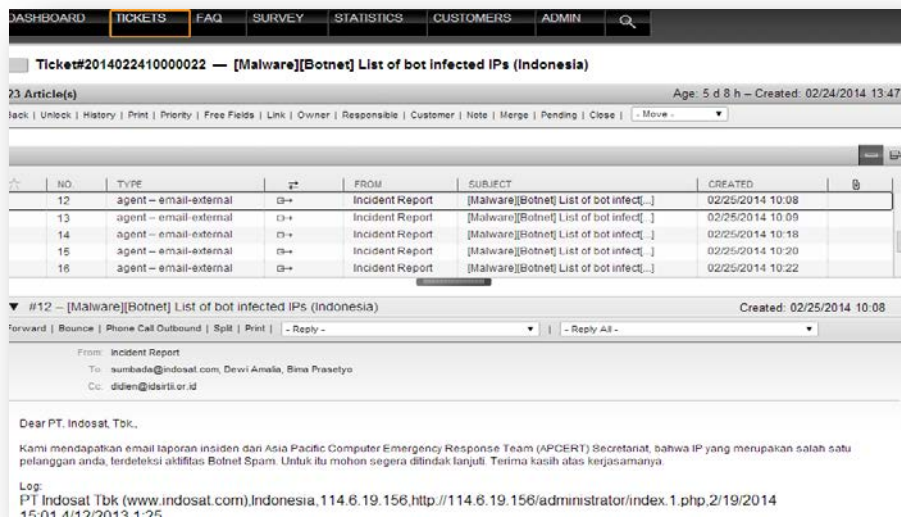 DASHBOARD TICKETS FAQ SURVEY STATISTICS CUSTOMERS ADMIN
Ticket#2014022410000022 — [Malware][Botnet] List of bot infected IPs (Indonesia)
23 Article(s) Age: 5 d 8 h – Created: 02/24/2014 13:47
Back | Unlock | History | Print | Priority | Free Fields | Link | Owner | Responsible | Customer | Note | Merge | Pending | Close | - Move -
NO. TYPE FROM SUBJECT CREATED
12 agent – email-external Incident Report [Malware][Botnet] List of bot infect[...] 02/25/2014 10:08
13 agent – email-external Incident Report [Malware][Botnet] List of bot infect[...] 02/25/2014 10:09
14 agent – email-external Incident Report [Malware][Botnet] List of bot infect[...] 02/25/2014 10:18
15 agent – email-external Incident Report [Malware][Botnet] List of bot infect[...] 02/25/2014 10:20
16 agent – email-external Incident Report [Malware][Botnet] List of bot infect[...] 02/25/2014 10:22
#12 – [Malware][Botnet] List of bot infected IPs (Indonesia) Created: 02/25/2014 10:08
Forward | Bounce | Phone Call Outbound | Split | Print | - Reply - | - Reply All -
From: Incident Report
To: sumbada@indosat.com, Dewi Amalia, Bima Prasetyo
Cc: didien@idsirtii.or.id
Dear PT. Indosat, Tbk.,
Kami mendapatkan email laporan insiden dari Asia Pacific Computer Emergency Response Team (APCERT) Secretariat, bahwa IP yang merupakan salah satu
pelanggan anda, terdeteksi aktifitas Botnet Spam. Untuk itu mohon segera ditindak lanjuti. Terima kasih atas kerjasamanya.
Log:
PT Indosat Tbk (www.indosat.com),Indonesia,114.6.19.156,http://114.6.19.156/administrator/index.1.php,2/19/2014
15:01,4/12/2013 1:25